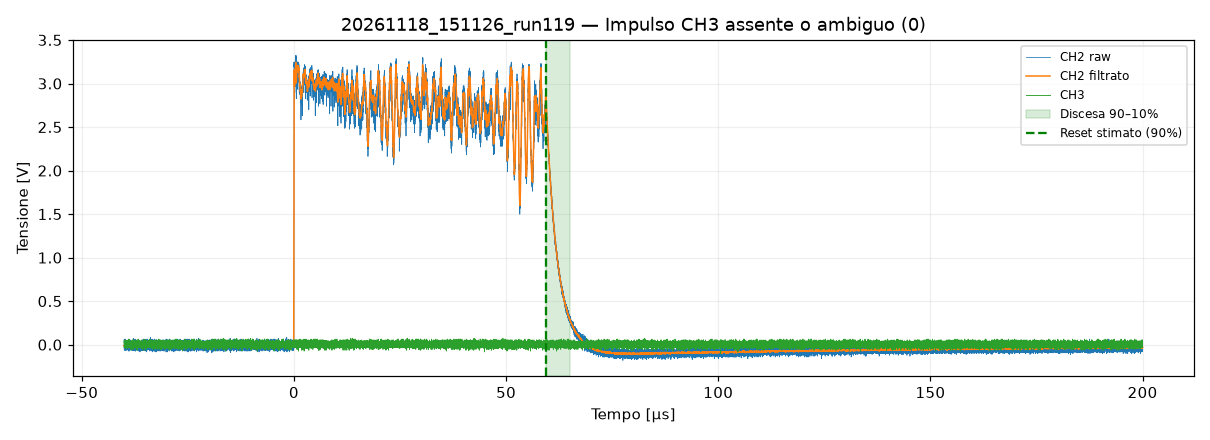 20261118_151126_run119 — Impulso CH3 assente o ambiguo (0)
3.5
3.0
2.5
2.0
1.5
1.0
0.5
0.0
Tensione [V]
CH2 raw
CH2 filtrato
CH3
Discesa 90–10%
Reset stimato (90%)
−50
0
50
100
150
200
Tempo [µs]